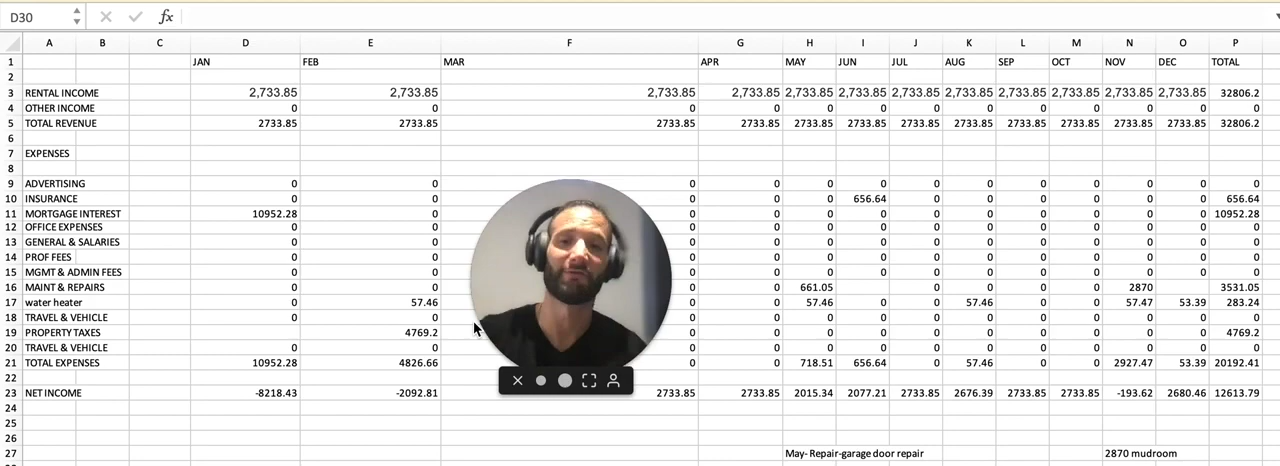 D30 fx
A B C D E F G H I J K L M N O P
1 JAN FEB MAR APR MAY JUN JUL AUG SEP OCT NOV DEC TOTAL
2
3 RENTAL INCOME 2,733.85 2,733.85 2,733.85 2,733.85 2,733.85 2,733.85 2,733.85 2,733.85 2,733.85 2,733.85 2,733.85 2,733.85 32806.2
4 OTHER INCOME 0 0 0 0 0 0 0 0 0 0 0 0 0
5 TOTAL REVENUE 2733.85 2733.85 2733.85 2733.85 2733.85 2733.85 2733.85 2733.85 2733.85 2733.85 2733.85 2733.85 32806.2
6
7 EXPENSES
8
9 ADVERTISING 0 0 0 0 0 0 0 0 0 0 0 0 0
10 INSURANCE 0 0 0 0 0 656.64 0 0 0 0 0 0 656.64
11 MORTGAGE INTEREST 10952.28 0 0 0 0 0 0 0 0 0 0 0 10952.28
12 OFFICE EXPENSES 0 0 0 0 0 0 0 0 0 0 0 0 0
13 GENERAL & SALARIES 0 0 0 0 0 0 0 0 0 0 0 0 0
14 PROF FEES 0 0 0 0 0 0 0 0 0 0 0 0 0
15 MGMT & ADMIN FEES 0 0 0 0 0 0 0 0 0 0 0 0 0
16 MAINT & REPAIRS 0 0 0 0 661.05 0 0 0 0 2870 0 3531.05
17 water heater 0 57.46 0 0 57.46 0 0 57.46 0 0 57.47 53.39 283.24
18 TRAVEL & VEHICLE 0 0 0 0 0 0 0 0 0 0 0 0 0
19 PROPERTY TAXES 4769.2 0 0 0 0 0 0 0 0 0 0 4769.2
20 TRAVEL & VEHICLE 0 0 0 0 0 0 0 0 0 0 0 0 0
21 TOTAL EXPENSES 10952.28 4826.66 0 0 718.51 656.64 0 57.46 0 0 2927.47 53.39 20192.41
22
23 NET INCOME -8218.43 -2092.81 2733.85 2733.85 2015.34 2077.21 2733.85 2676.39 2733.85 2733.85 -193.62 2680.46 12613.79
24
25
26
27 May- Repair-garage door repair 2870 mudroom